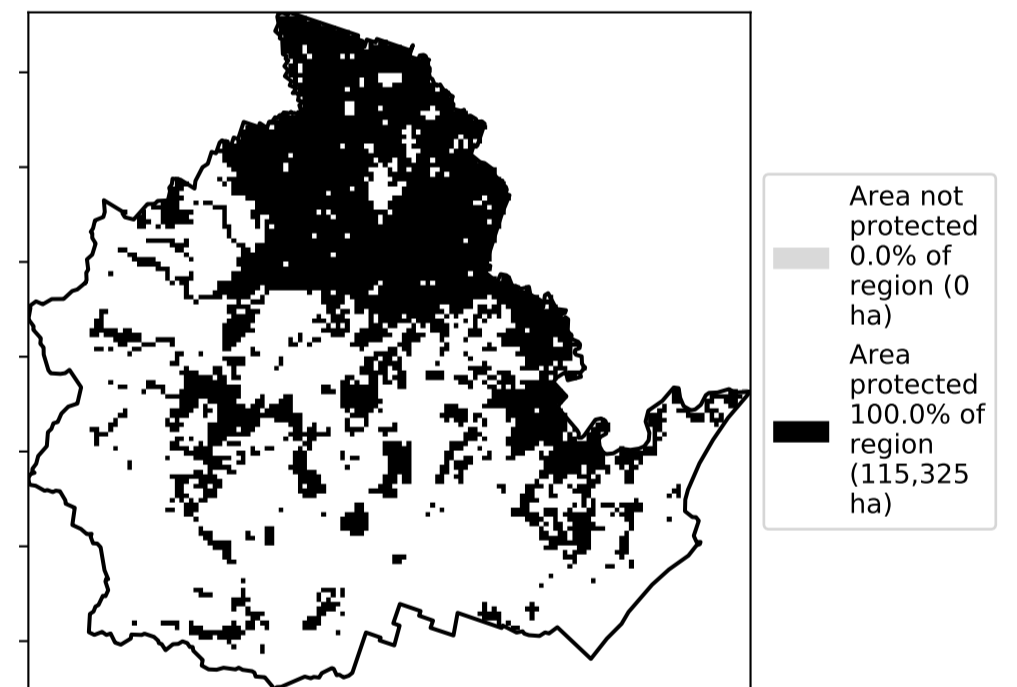 Area not
protected
0.0% of
region (0
ha)
Area
protected
100.0% of
region
(115,325
ha)